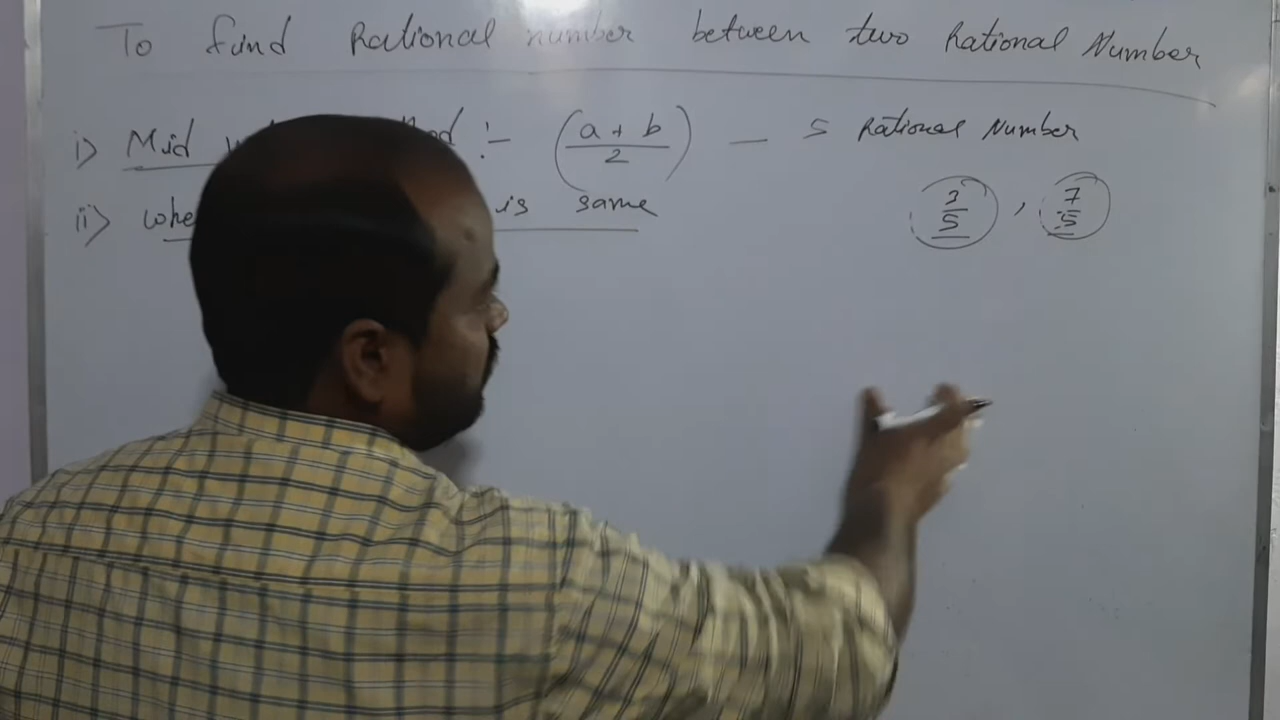 To find Rational number between two Rational Number
i) Mid :- (a + b / 2) — 5 Rational Number
3/5 , 7/5
ii) is same